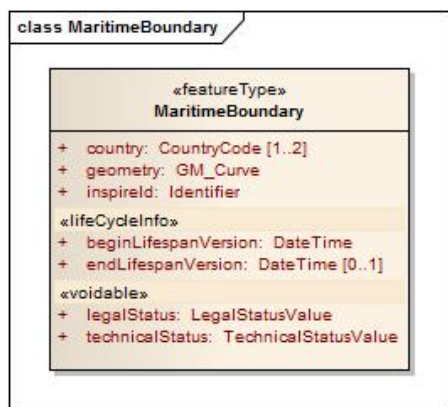 class MaritimeBoundary
«featureType»
MaritimeBoundary
+ country: CountryCode [1..2]
+ geometry: GM_Curve
+ inspireId: Identifier
«lifeCycleInfo»
+ beginLifespanVersion: DateTime
+ endLifespanVersion: DateTime [0..1]
«voidable»
+ legalStatus: LegalStatusValue
+ technicalStatus: TechnicalStatusValue